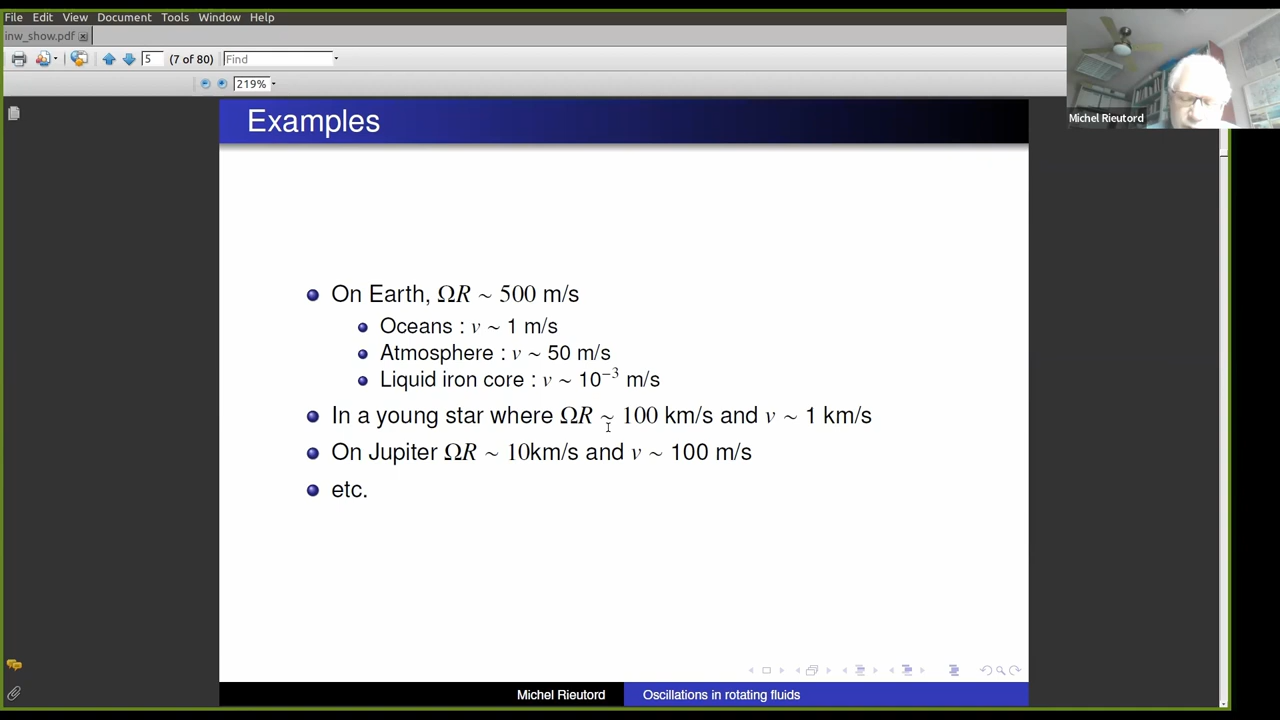 File Edit View Document Tools Window Help
inw_show.pdf
5 (7 of 80) Find
219%
Michel Rieutord
Examples
On Earth, ΩR ∼ 500 m/s
Oceans : v ∼ 1 m/s
Atmosphere : v ∼ 50 m/s
Liquid iron core : v ∼ 10⁻³ m/s
In a young star where ΩR ∼ 100 km/s and v ∼ 1 km/s
On Jupiter ΩR ∼ 10km/s and v ∼ 100 m/s
etc.
Michel Rieutord Oscillations in rotating fluids